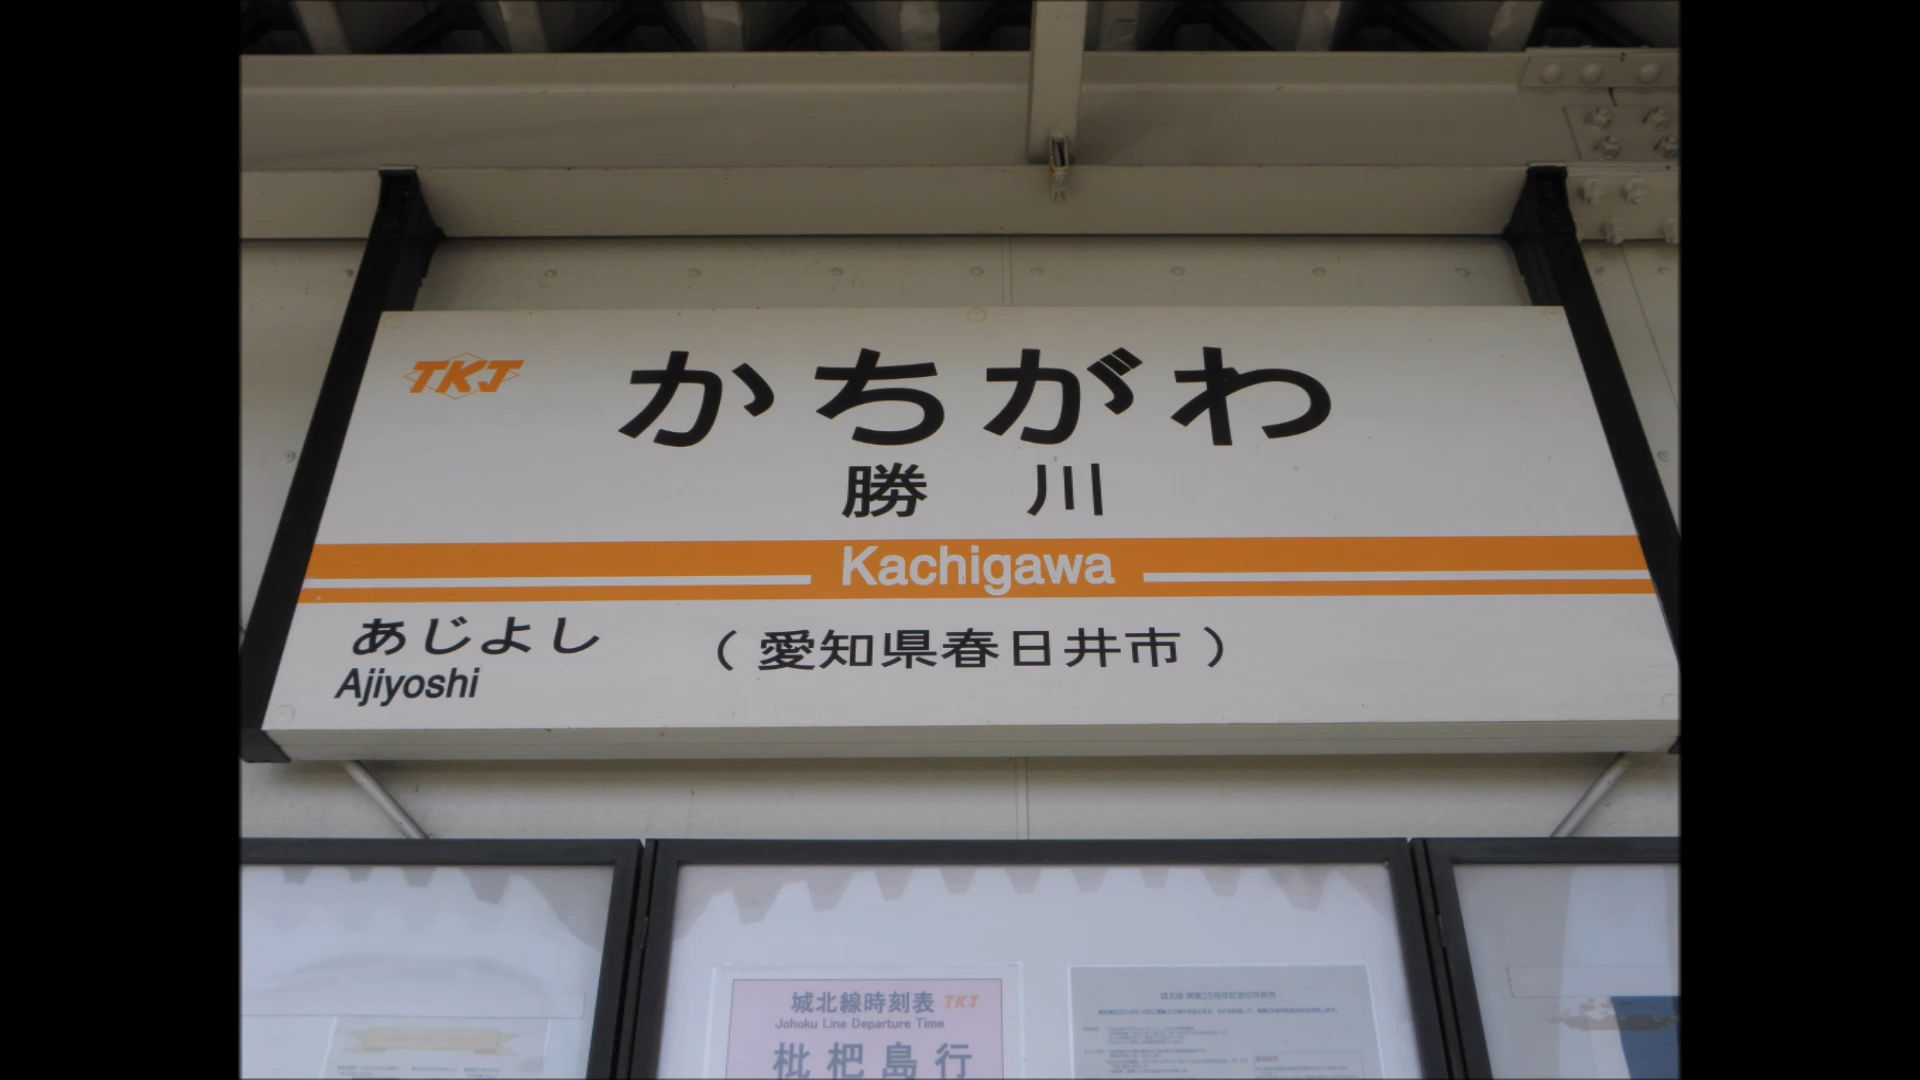 TKJ
かちがわ
勝川
Kachigawa
あじよし
Ajiyoshi
(愛知県春日井市)
城北線時刻表 TKJ
Johoku Line Departure Time
枇杷島行